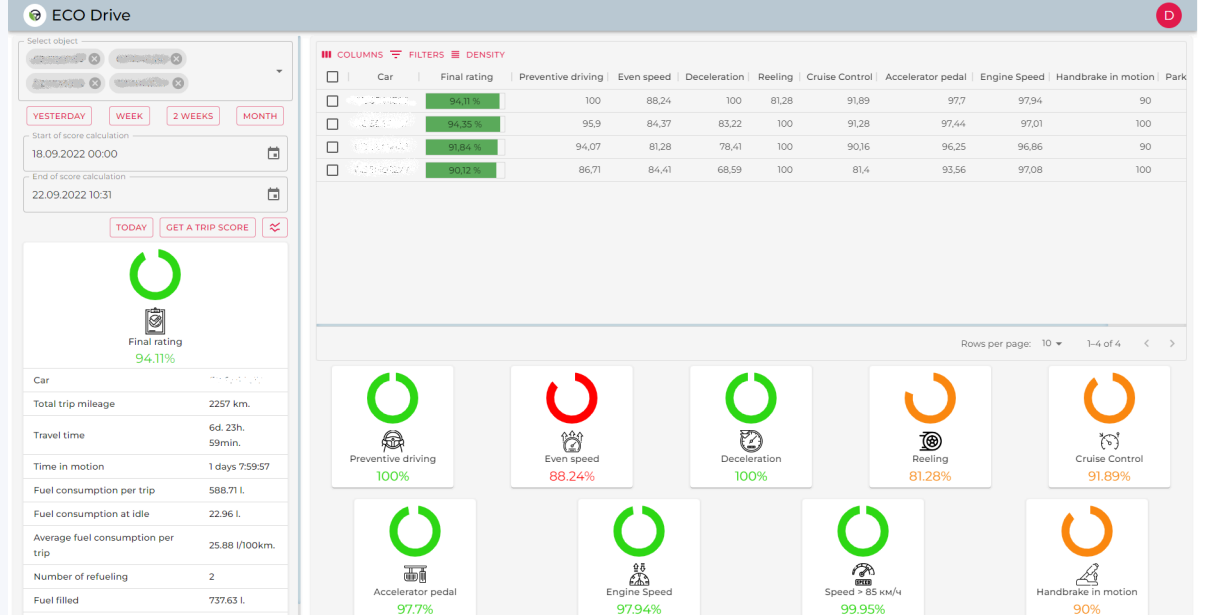 ECO Drive
D
Select object
YESTERDAY WEEK 2 WEEKS MONTH
Start of score calculation
18.09.2022 00:00
End of score calculation
22.09.2022 10:31
TODAY GET A TRIP SCORE
Final rating
94.11%
Car
Total trip mileage 2257 km.
Travel time 6d. 23h.
59min.
Time in motion 1 days 7:59:57
Fuel consumption per trip 588.71 l.
Fuel consumption at idle 22.96 l.
Average fuel consumption per
trip 25.88 l/100km.
Number of refueling 2
Fuel filled 737.63 l.
COLUMNS FILTERS DENSITY
Car Final rating Preventive driving Even speed Deceleration Reeling Cruise Control Accelerator pedal Engine Speed Handbrake in motion Park
94,11 % 100 88,24 100 81,28 91,89 97,7 97,94 90
94,35 % 95,9 84,37 83,22 100 91,28 97,44 97,01 100
91,84 % 94,07 81,28 78,41 100 90,16 96,25 96,86 90
90,12 % 86,71 84,41 68,59 100 81,4 93,56 97,08 100
Rows per page: 10 1–4 of 4
Preventive driving
100%
Even speed
88.24%
Deceleration
100%
Reeling
81.28%
Cruise Control
91.89%
Accelerator pedal
97.7%
Engine Speed
97.94%
SPEED
Speed > 85 км/ч
99.95%
Handbrake in motion
90%